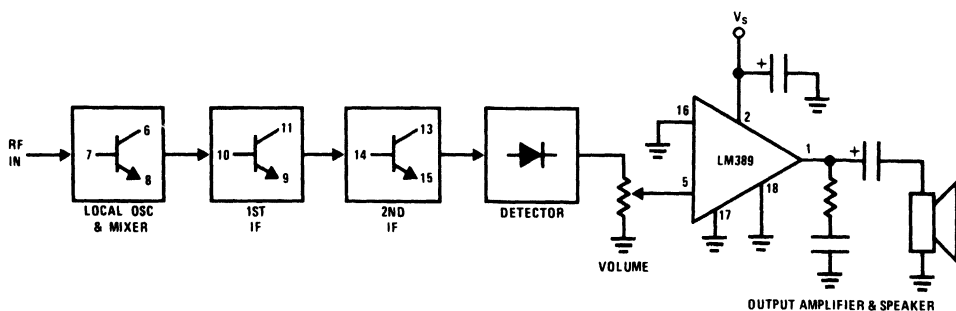 RF
IN
7
6
8
LOCAL OSC
& MIXER
10
11
9
1ST
IF
14
13
15
2ND
IF
DETECTOR
VOLUME
VS
+
16
2
LM389
5
17
18
1
+
OUTPUT AMPLIFIER & SPEAKER